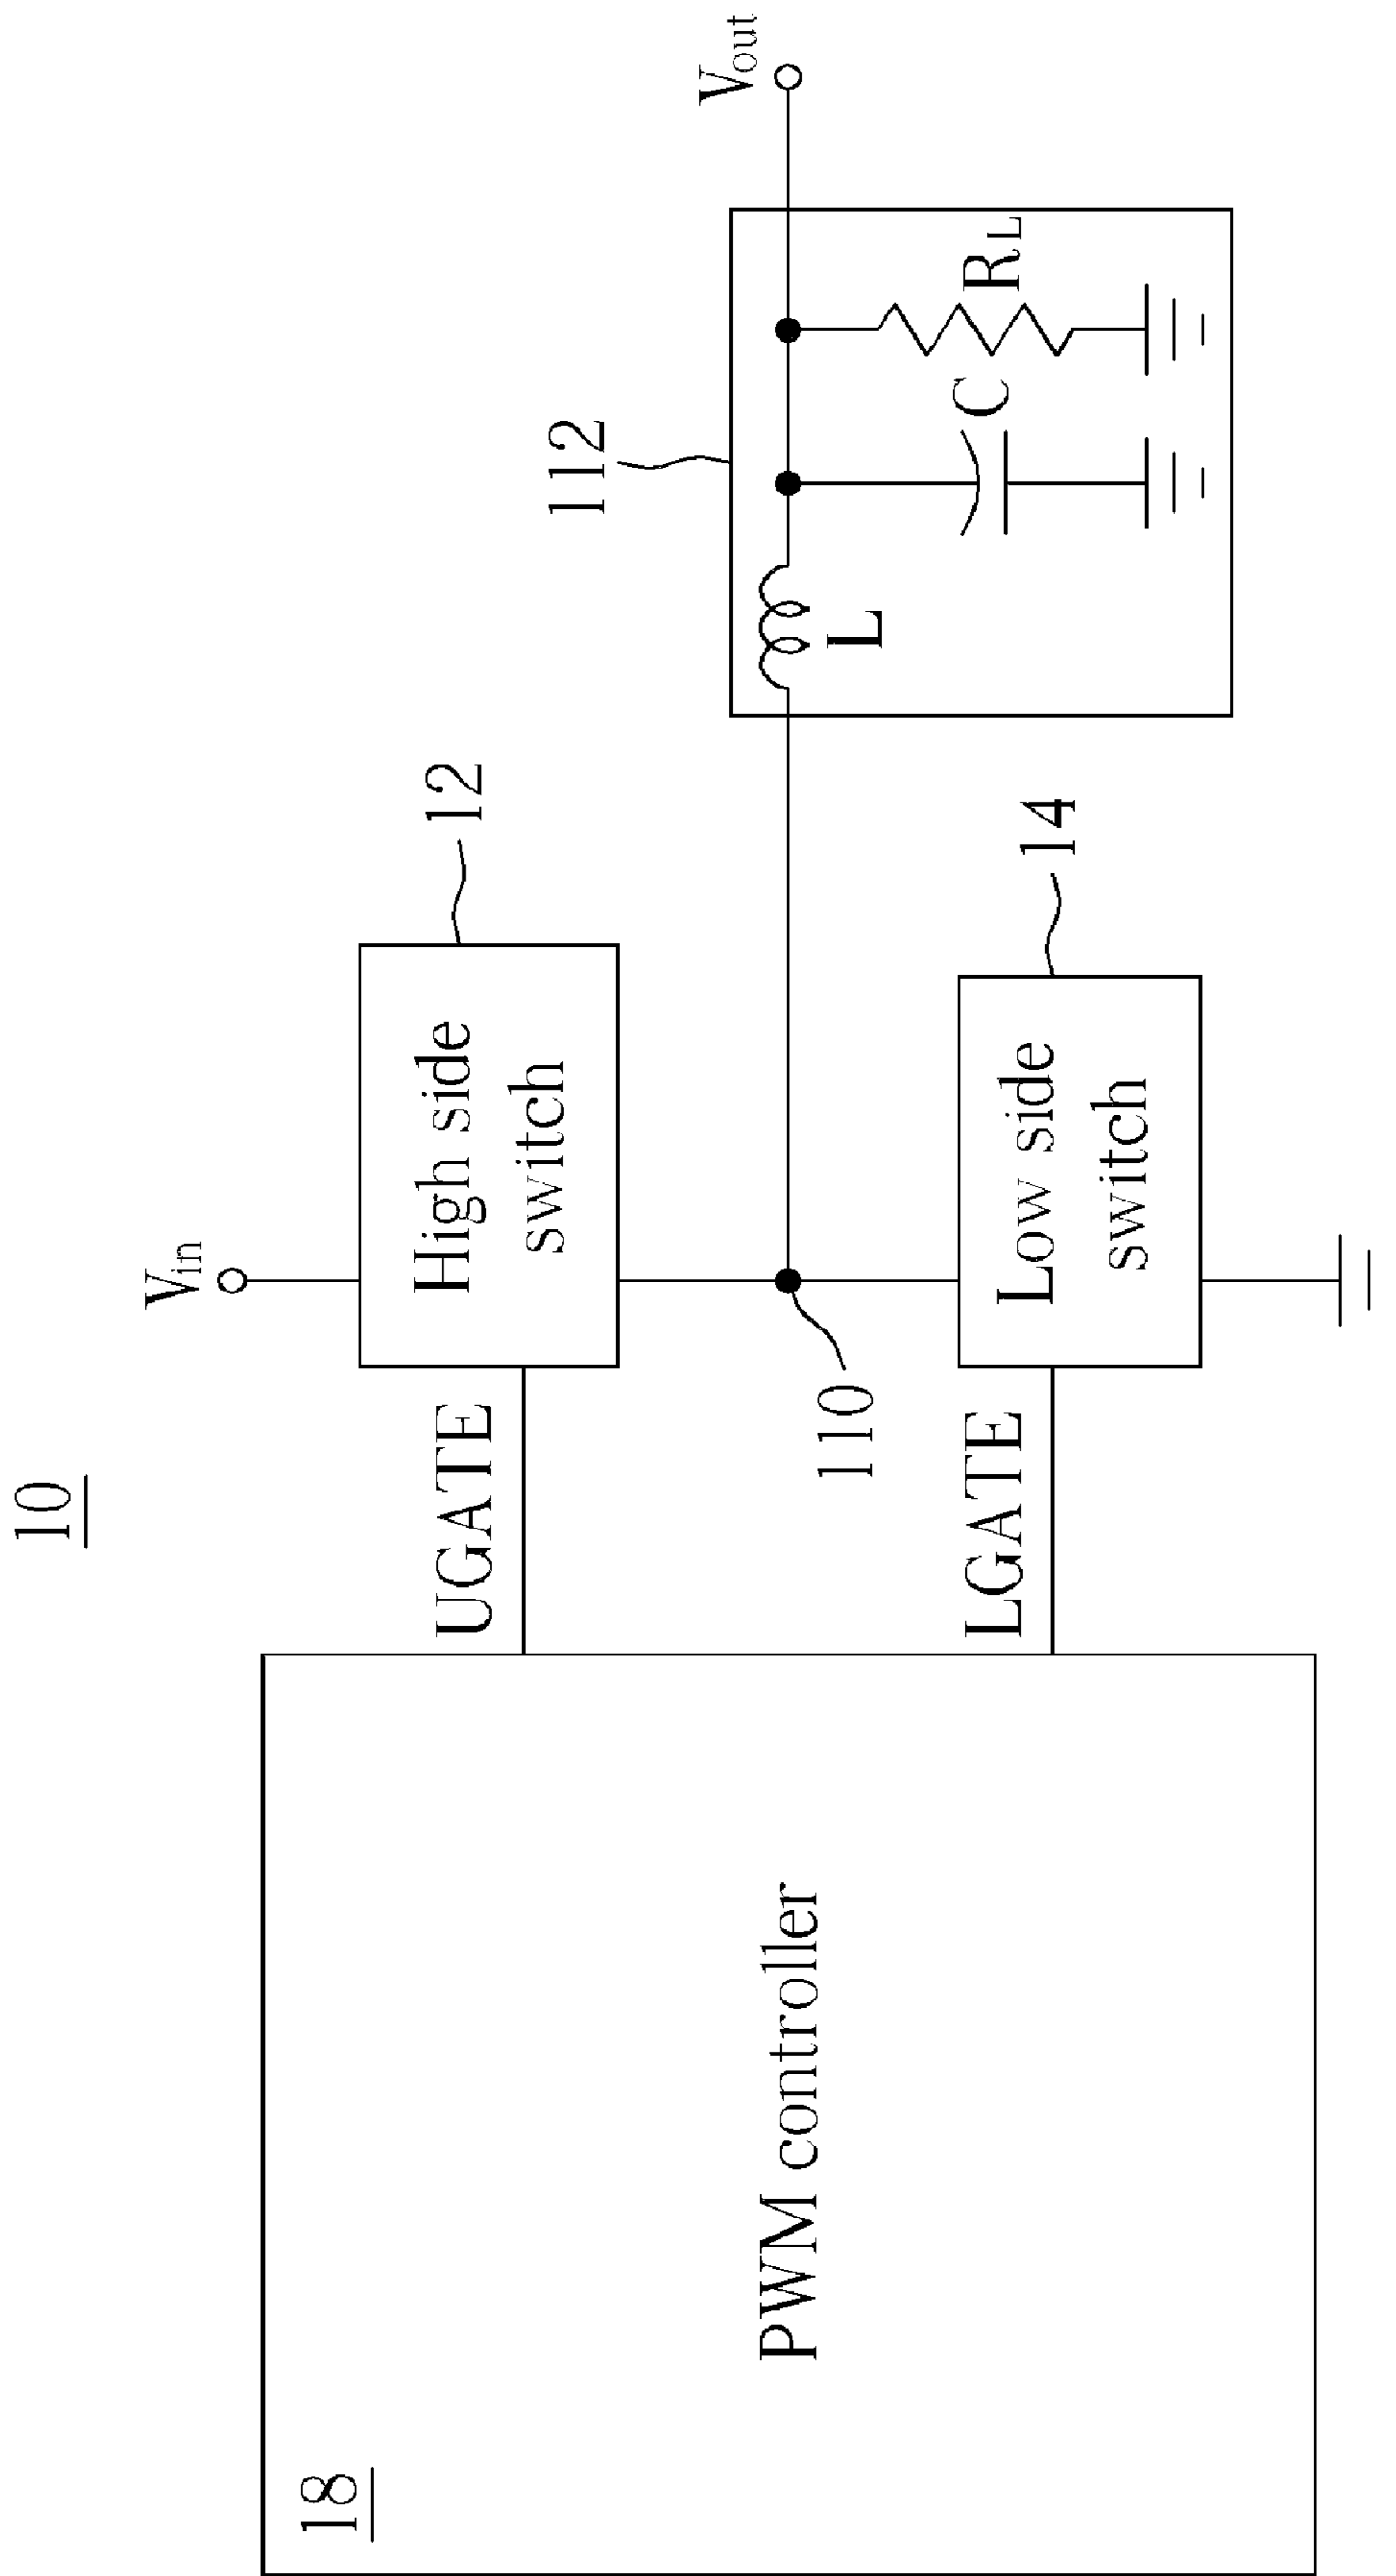 10
Vin
Vout
18
PWM controller
UGATE
High side
switch
12
112
L
C
RL
110
LGATE
Low side
switch
14